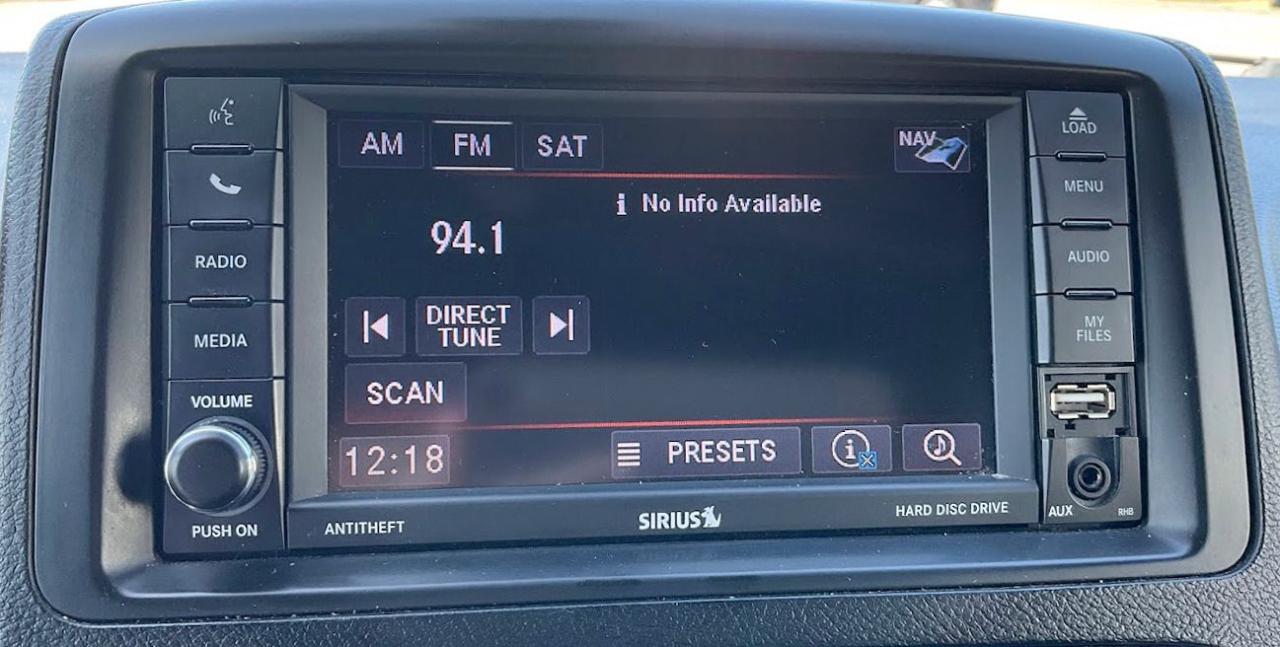 AM FM SAT NAV
LOAD
No Info Available
MENU
94.1
RADIO
AUDIO
DIRECT
TUNE
MEDIA
MY
FILES
SCAN
VOLUME
12:18 PRESETS
PUSH ON
ANTITHEFT
SIRIUS
HARD DISC DRIVE
AUX
RHB